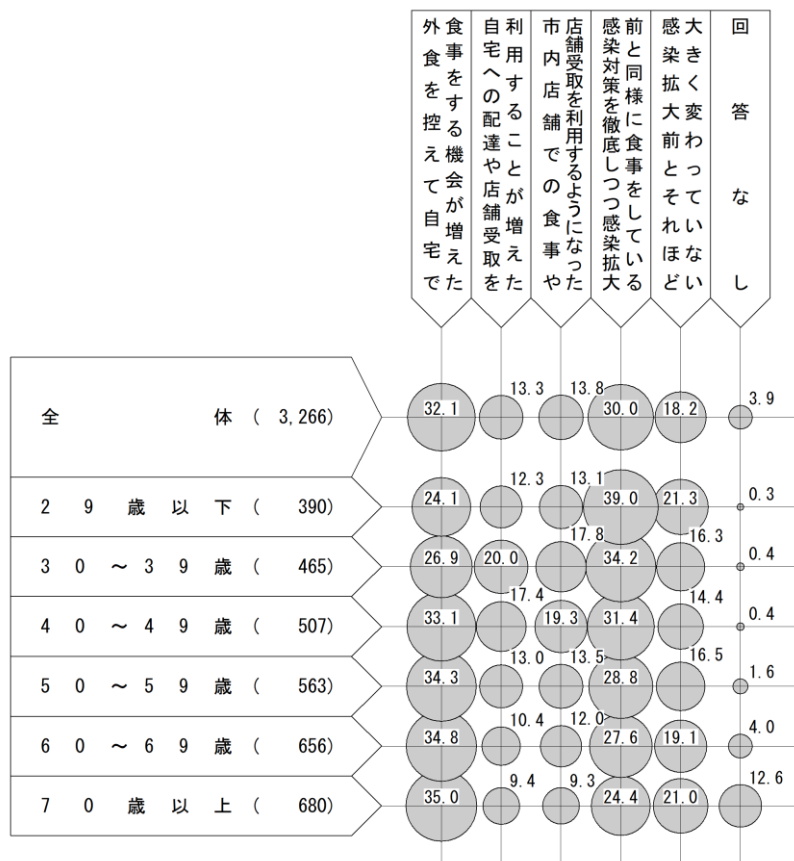 外食を控えて自宅で
食事をする機会が増えた
自宅への配達や店舗受取を
利用することが増えた
市内店舗での食事や
店舗受取を利用するようになった
感染対策を徹底しつつ感染拡大
前と同様に食事をしている
感染拡大前とそれほど
大きく変わっていない
回答なし
全体 ( 3,266)
32.1 13.3 13.8 30.0 18.2 3.9
29歳以下 ( 390)
24.1 12.3 13.1 39.0 21.3 0.3
30~39歳 ( 465)
26.9 20.0 17.8 34.2 16.3 0.4
40~49歳 ( 507)
33.1 17.4 19.3 31.4 14.4 0.4
50~59歳 ( 563)
34.3 13.0 13.5 28.8 16.5 1.6
60~69歳 ( 656)
34.8 10.4 12.0 27.6 19.1 4.0
70歳以上 ( 680)
35.0 9.4 9.3 24.4 21.0 12.6